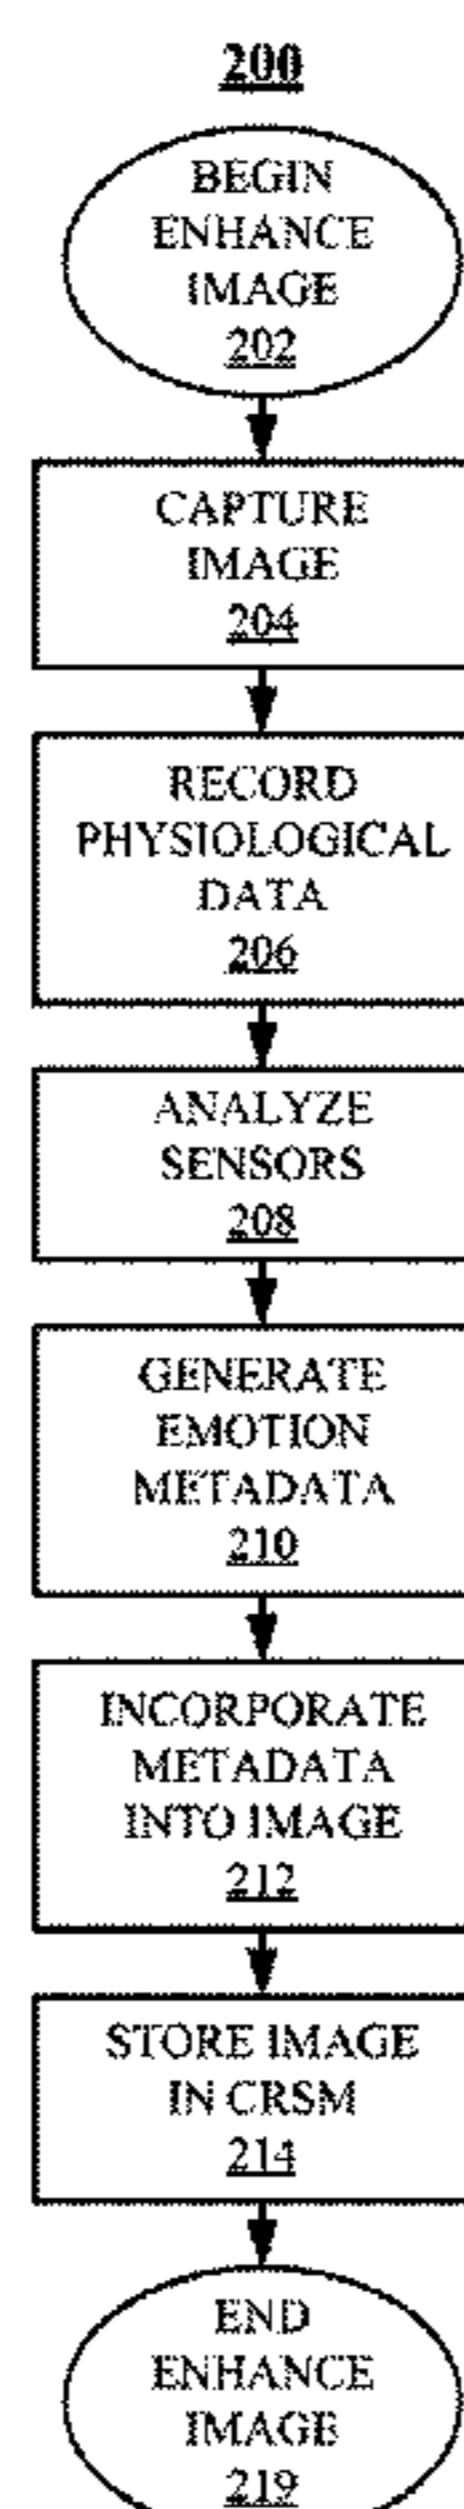 200
BEGIN
ENHANCE
IMAGE
202
CAPTURE
IMAGE
204
RECORD
PHYSIOLOGICAL
DATA
206
ANALYZE
SENSORS
208
GENERATE
EMOTION
METADATA
210
INCORPORATE
METADATA
INTO IMAGE
212
STORE IMAGE
IN CRSM
214
END
ENHANCE
IMAGE
219